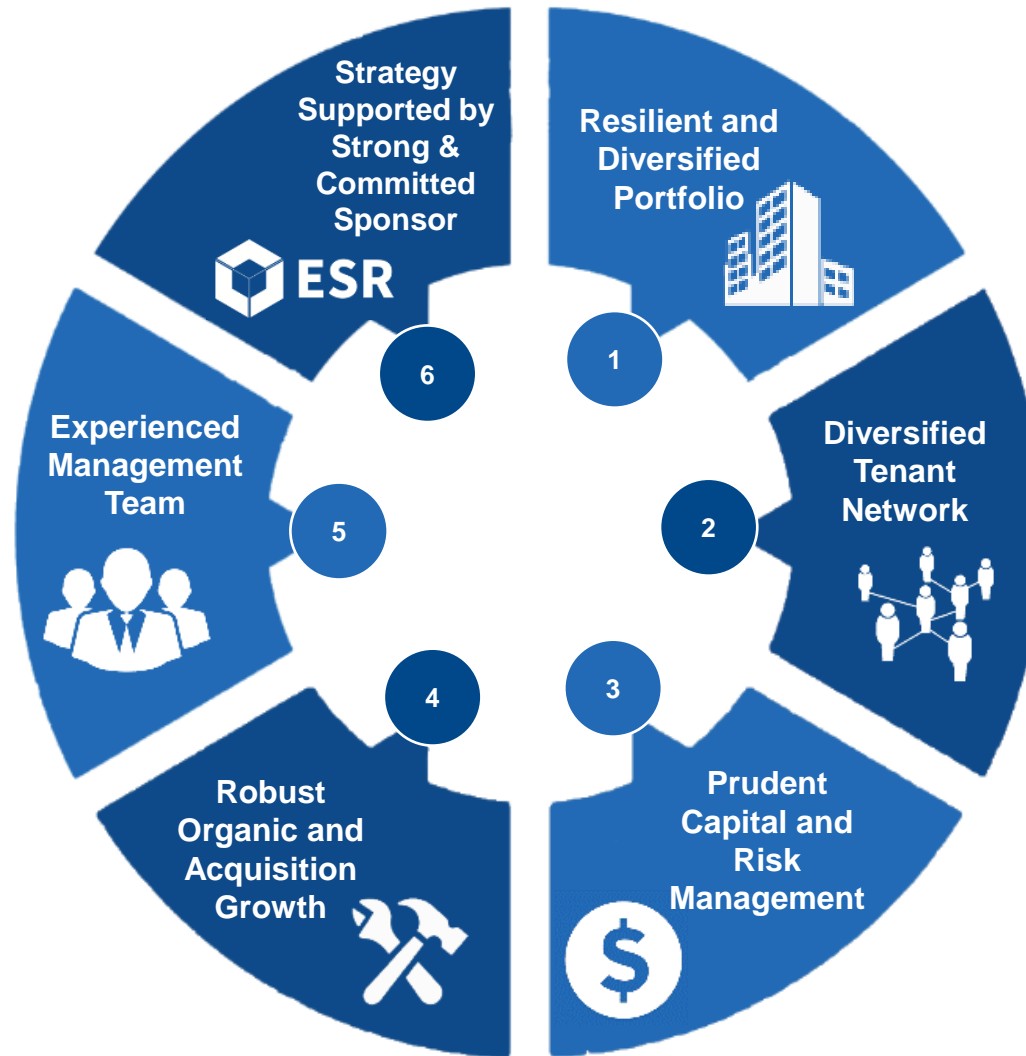 Resilient and
Diversified
Portfolio
1
Diversified
Tenant
Network
2
Prudent
Capital and
Risk
Management
$
3
Robust
Organic and
Acquisition
Growth
4
Experienced
Management
Team
5
Strategy
Supported by
Strong &
Committed
Sponsor
ESR
6